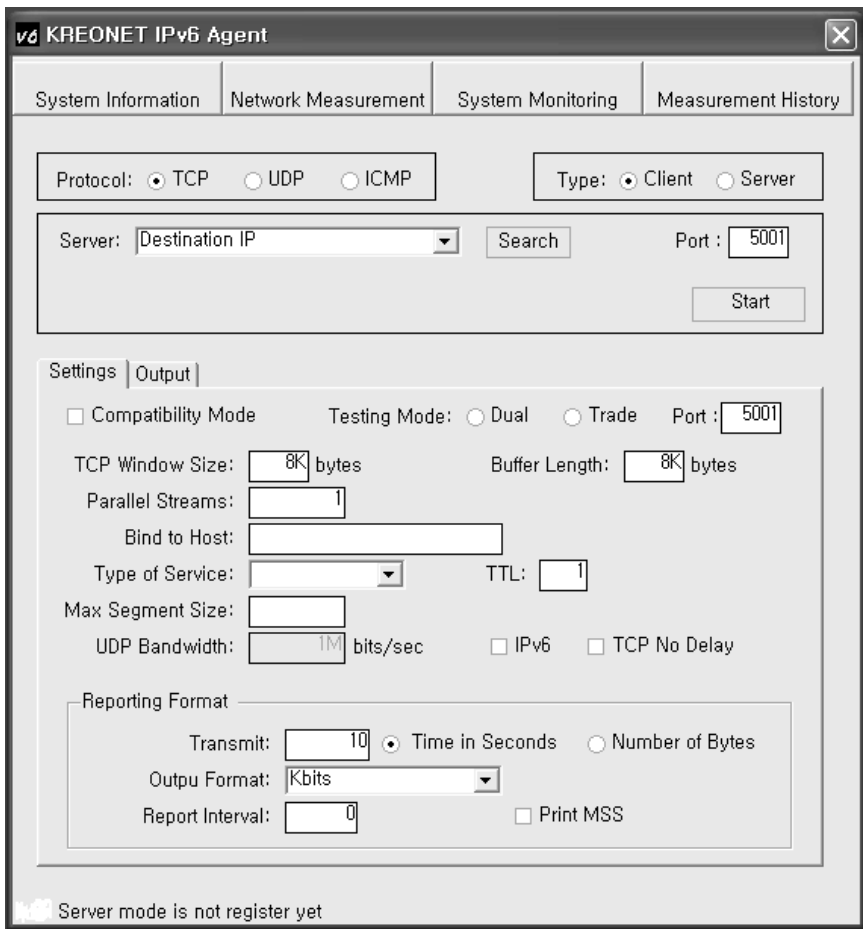 v6 KREONET IPv6 Agent
System Information Network Measurement System Monitoring Measurement History
Protocol: TCP UDP ICMP Type: Client Server
Server: Destination IP Search Port : 5001
Start
Settings Output
Compatibility Mode Testing Mode: Dual Trade Port : 5001
TCP Window Size: 8K bytes Buffer Length: 8K bytes
Parallel Streams: 1
Bind to Host:
Type of Service: TTL: 1
Max Segment Size:
UDP Bandwidth: 1M bits/sec IPv6 TCP No Delay
Reporting Format
Transmit: 10 Time in Seconds Number of Bytes
Outpu Format: Kbits
Report Interval: 0 Print MSS
Server mode is not register yet